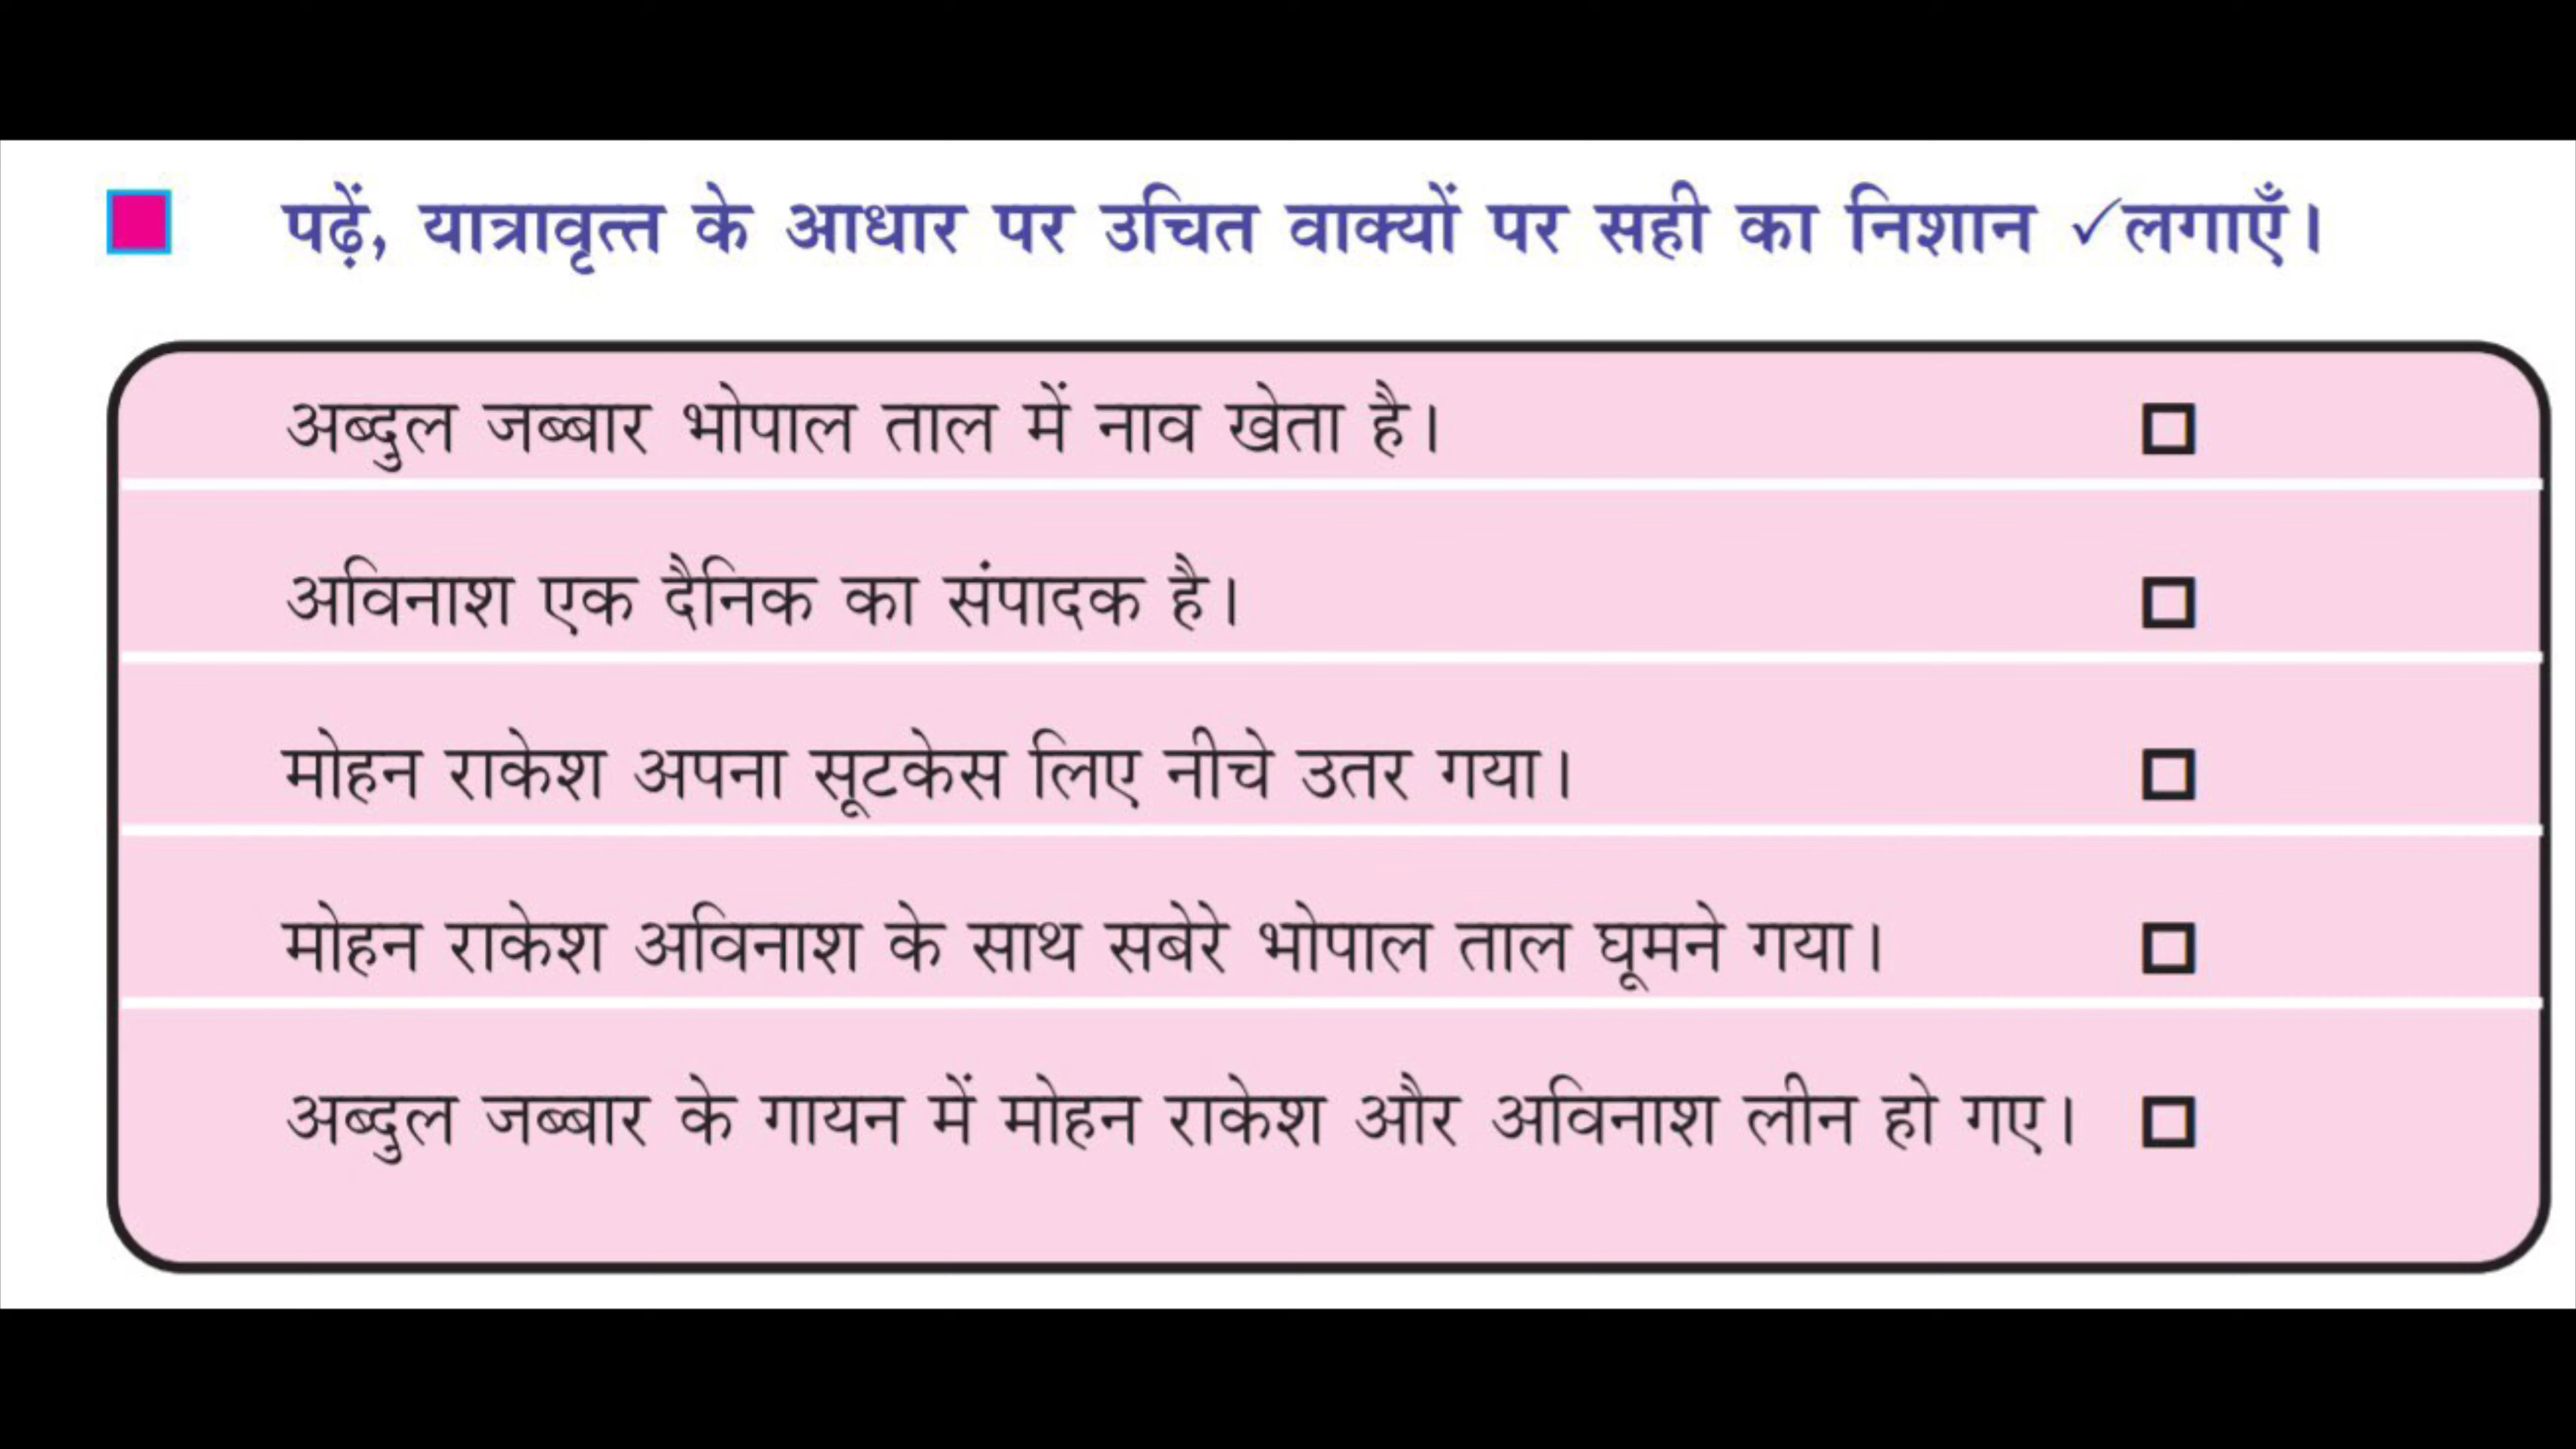 पढ़ें, यात्रावृत्त के आधार पर उचित वाक्यों पर सही का निशान ✓लगाएँ।
अब्दुल जब्बार भोपाल ताल में नाव खेता है।
अविनाश एक दैनिक का संपादक है।
मोहन राकेश अपना सूटकेस लिए नीचे उतर गया।
मोहन राकेश अविनाश के साथ सबेरे भोपाल ताल घूमने गया।
अब्दुल जब्बार के गायन में मोहन राकेश और अविनाश लीन हो गए।